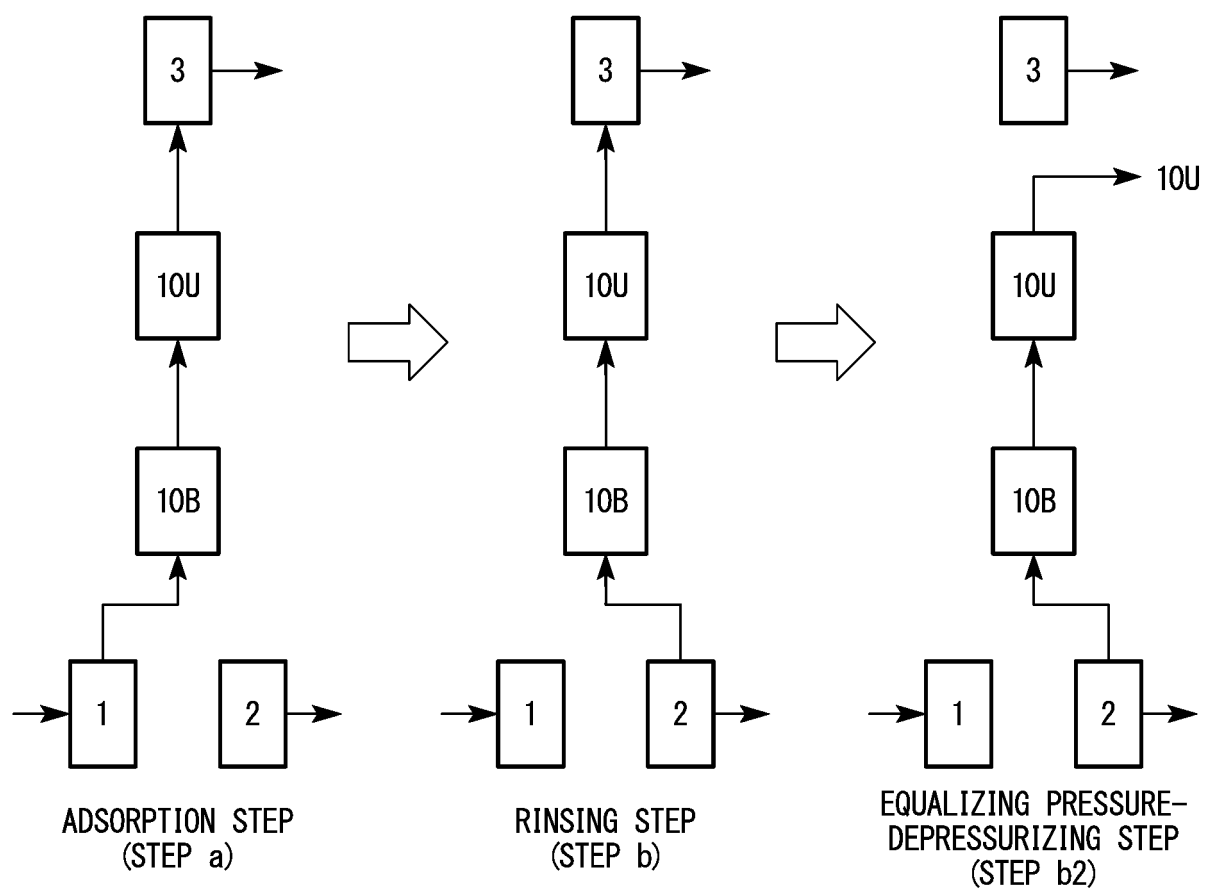 3
3
3
10U
10U
10U
10U
10B
10B
10B
1
2
1
2
1
2
ADSORPTION STEP
(STEP a)
RINSING STEP
(STEP b)
EQUALIZING PRESSURE-
DEPRESSURIZING STEP
(STEP b2)